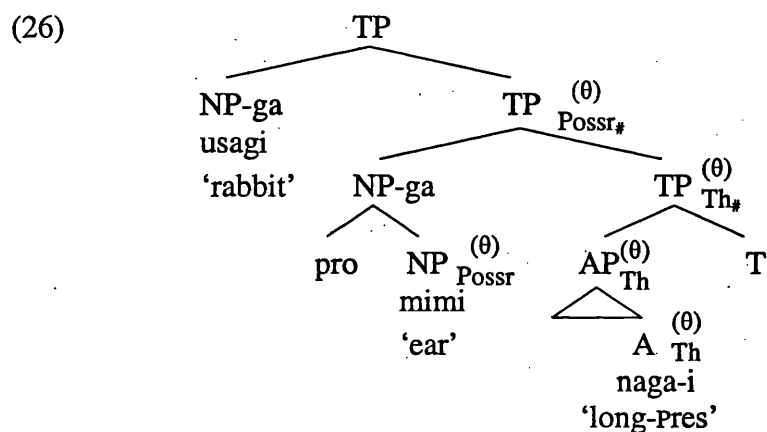 (26) TP
NP-ga TP (θ) Possr#
usagi
'rabbit' NP-ga TP (θ) Th#
pro NP (θ) Possr AP (θ) Th T
mimi
'ear' A (θ) Th
naga-i
'long-Pres'